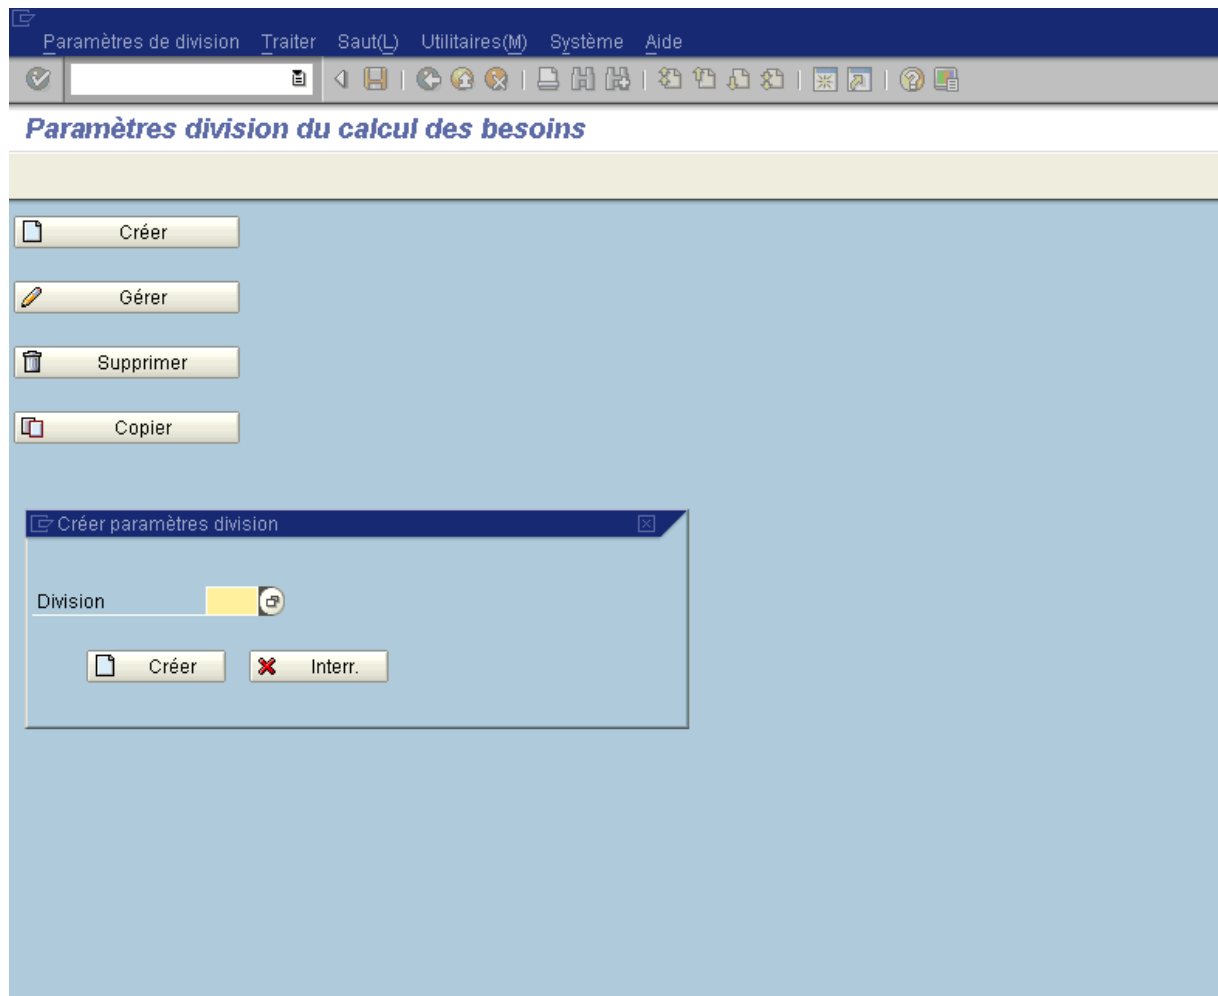 Paramètres de division Traiter Saut(L) Utilitaires(M) Système Aide
Paramètres division du calcul des besoins
Créer
Gérer
Supprimer
Copier
Créer paramètres division
Division
Créer Interr.